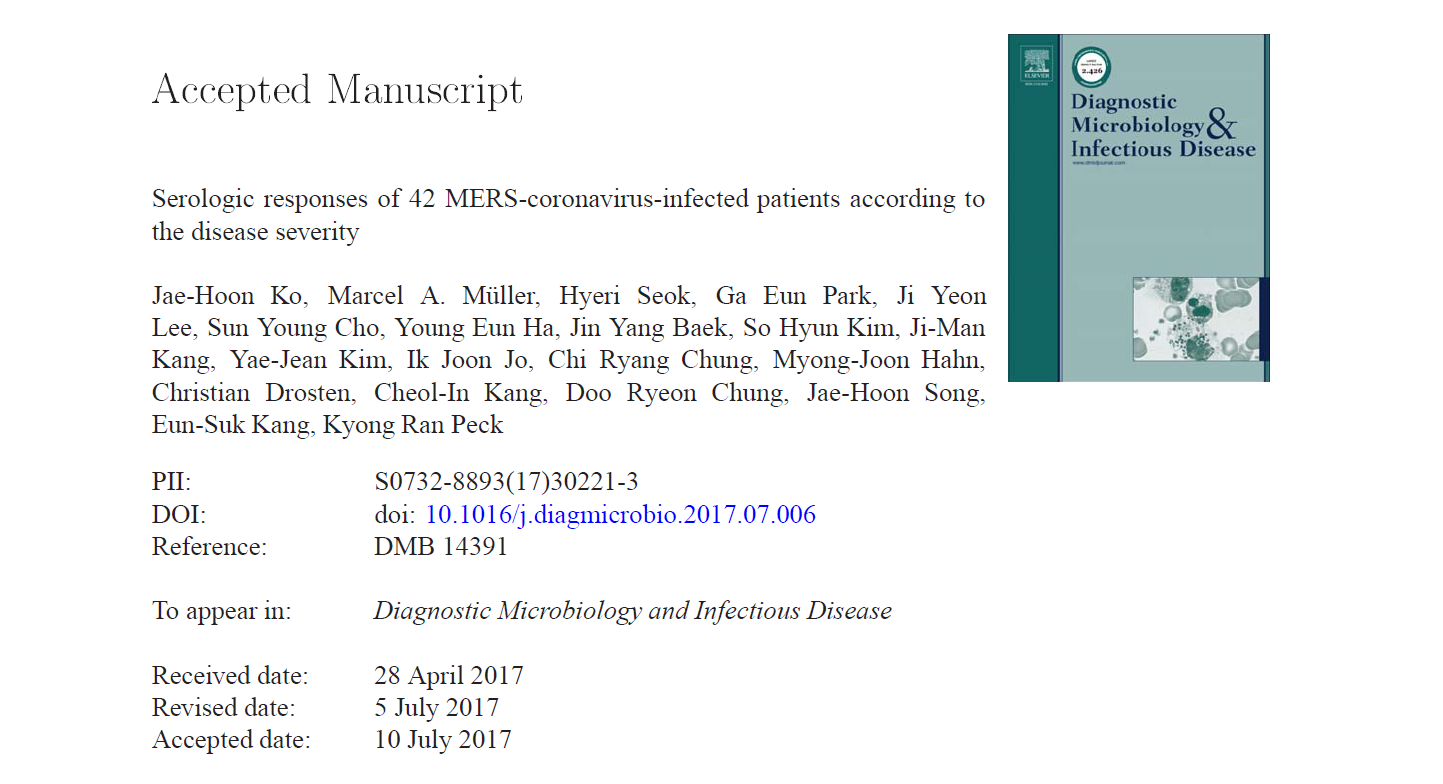 Accepted Manuscript
Serologic responses of 42 MERS-coronavirus-infected patients according to
the disease severity
Jae-Hoon Ko, Marcel A. Müller, Hyeri Seok, Ga Eun Park, Ji Yeon
Lee, Sun Young Cho, Young Eun Ha, Jin Yang Baek, So Hyun Kim, Ji-Man
Kang, Yae-Jean Kim, Ik Joon Jo, Chi Ryang Chung, Myong-Joon Hahn,
Christian Drosten, Cheol-In Kang, Doo Ryeon Chung, Jae-Hoon Song,
Eun-Suk Kang, Kyong Ran Peck
PII: S0732-8893(17)30221-3
DOI: doi: 10.1016/j.diagmicrobio.2017.07.006
Reference: DMB 14391
To appear in: Diagnostic Microbiology and Infectious Disease
Received date: 28 April 2017
Revised date: 5 July 2017
Accepted date: 10 July 2017
ELSEVIER
2.426
Diagnostic
Microbiology &
Infectious Disease
www.dmidjournal.com